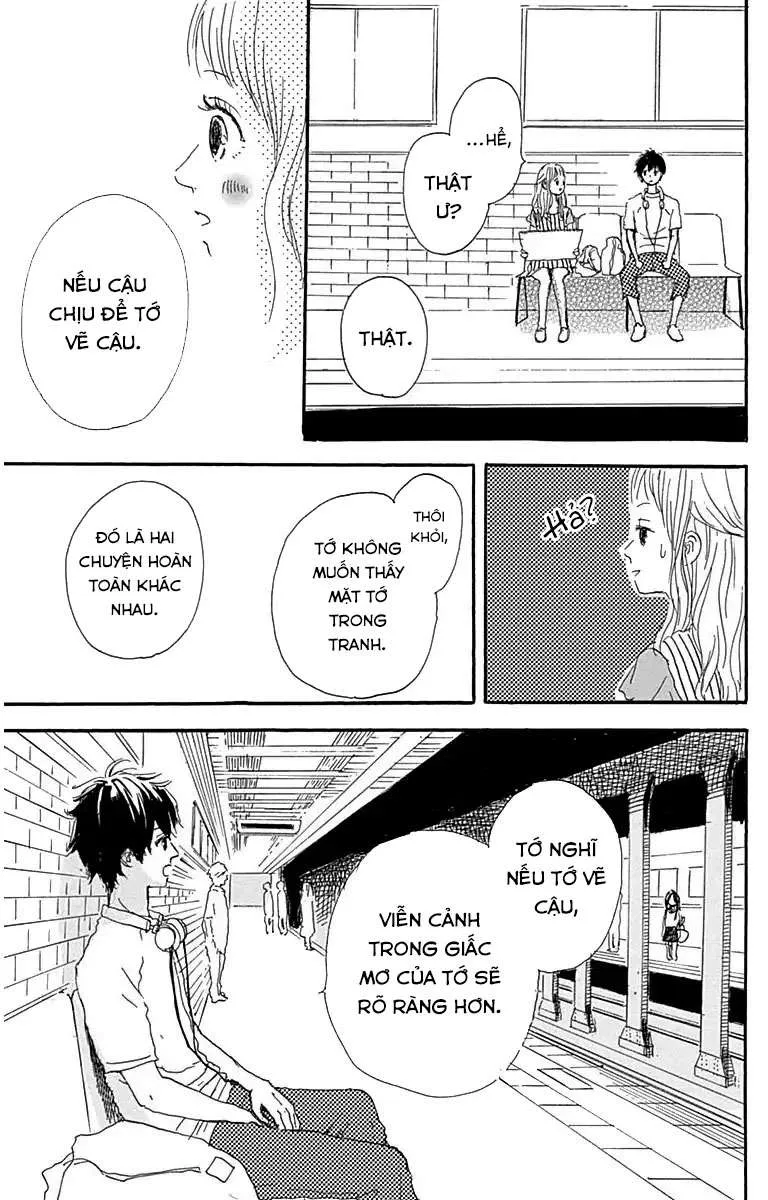 ...HỂ,
THẬT
Ư?
THẬT.
NẾU CẬU
CHỊU ĐỂ TỚ
VẼ CẬU.
Hả?
THÔI
KHỎI,
TỚ KHÔNG
MUỐN THẤY
MẶT TỚ
TRONG
TRANH.
ĐÓ LÀ HAI
CHUYỆN HOÀN
TOÀN KHÁC
NHAU.
TỚ NGHĨ
NẾU TỚ VẼ
CẬU,
VIỄN CẢNH
TRONG GIẤC
MƠ CỦA TỚ SẼ
RÕ RÀNG HƠN.